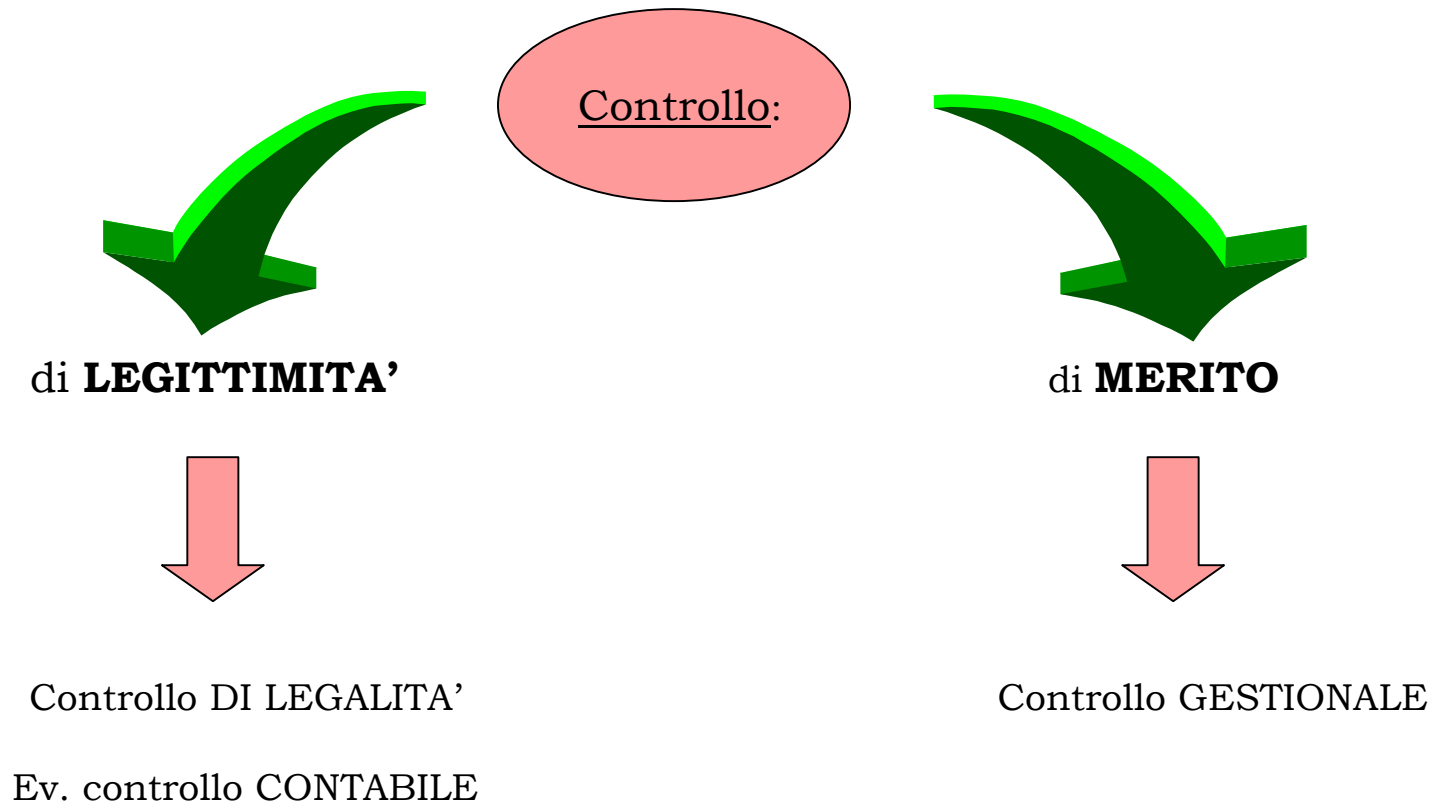 Controllo:
di LEGITTIMITA’
di MERITO
Controllo DI LEGALITA’
Controllo GESTIONALE
Ev. controllo CONTABILE